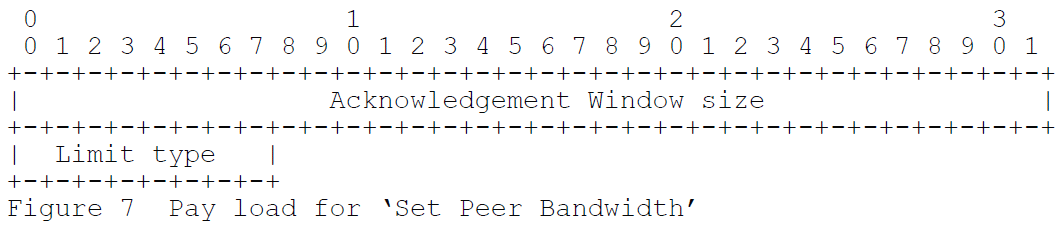 0                   1                   2                   3
 0 1 2 3 4 5 6 7 8 9 0 1 2 3 4 5 6 7 8 9 0 1 2 3 4 5 6 7 8 9 0 1
+-+-+-+-+-+-+-+-+-+-+-+-+-+-+-+-+-+-+-+-+-+-+-+-+-+-+-+-+-+-+-+-+
|                   Acknowledgement Window size                 |
+-+-+-+-+-+-+-+-+-+-+-+-+-+-+-+-+-+-+-+-+-+-+-+-+-+-+-+-+-+-+-+-+
|  Limit type   |
+-+-+-+-+-+-+-+-+
Figure 7  Pay load for ‘Set Peer Bandwidth’